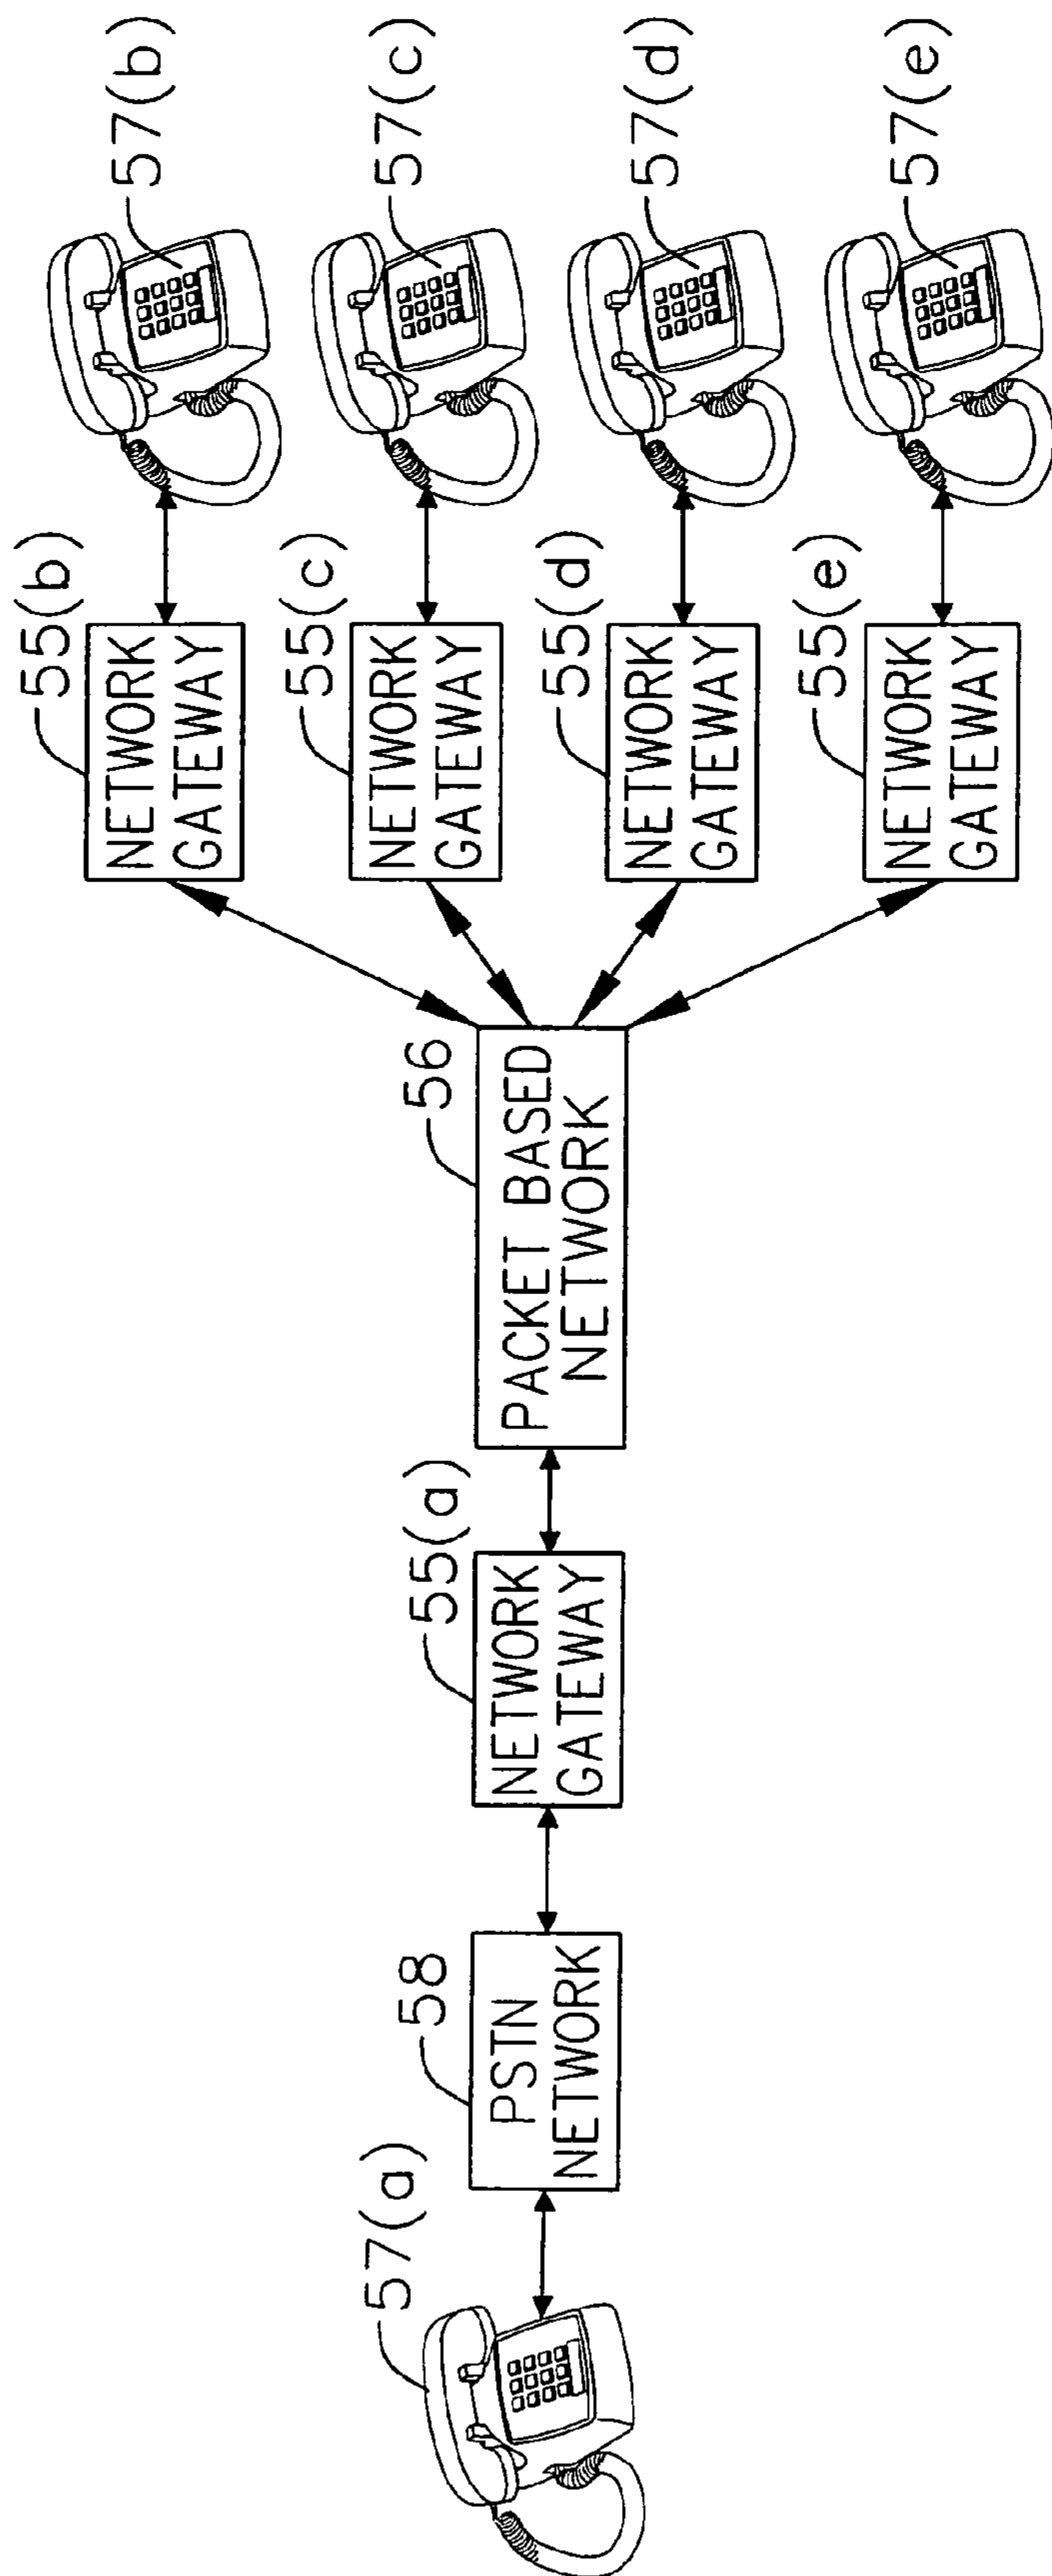 57(a)
58
PSTN
NETWORK
55(a)
NETWORK
GATEWAY
56
PACKET BASED
NETWORK
55(b)
NETWORK
GATEWAY
57(b)
55(c)
NETWORK
GATEWAY
57(c)
55(d)
NETWORK
GATEWAY
57(d)
55(e)
NETWORK
GATEWAY
57(e)